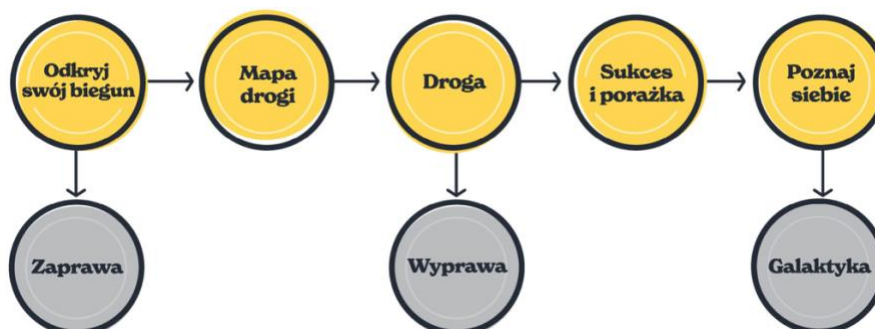 Odkryj
swój biegun
Mapa
drogi
Droga
Sukces
i porażka
Poznaj
siebie
Zaprawa
Wyprawa
Galaktyka